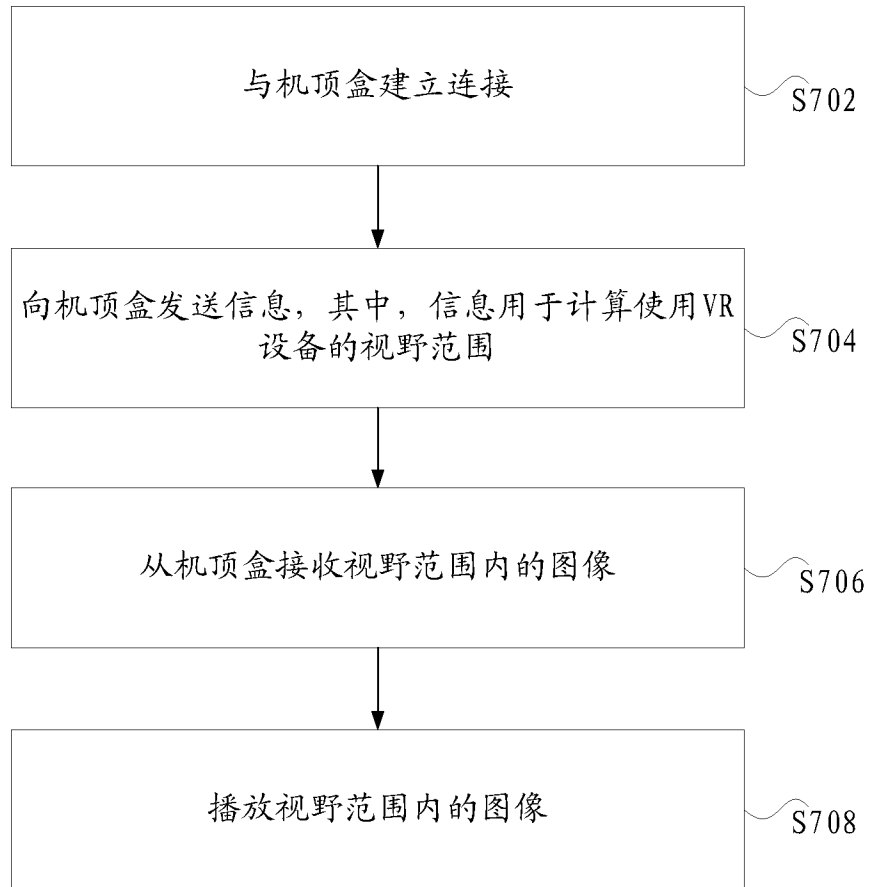 与机顶盒建立连接
S702
向机顶盒发送信息，其中，信息用于计算使用VR
设备的视野范围
S704
从机顶盒接收视野范围内的图像
S706
播放视野范围内的图像
S708